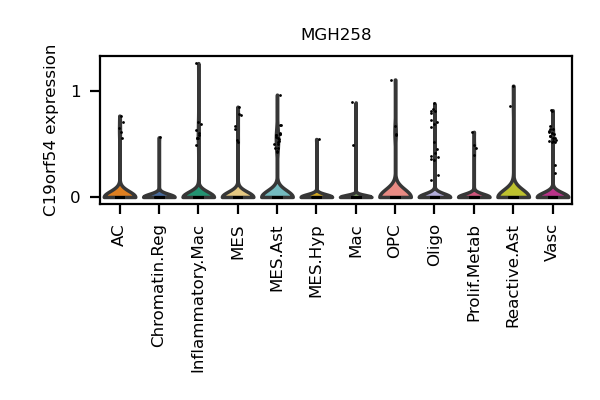 MGH258
C19orf54 expression
1
0
AC
Chromatin.Reg
Inflammatory.Mac
MES
MES.Ast
MES.Hyp
Mac
OPC
Oligo
Prolif.Metab
Reactive.Ast
Vasc